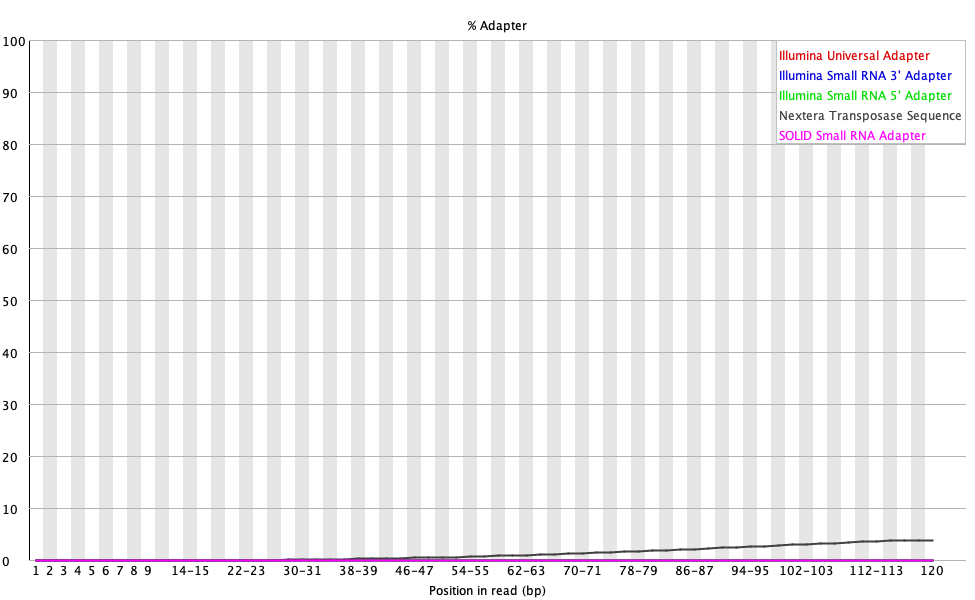 % Adapter
100
90
80
70
60
50
40
30
20
10
0
Illumina Universal Adapter
Illumina Small RNA 3' Adapter
Illumina Small RNA 5' Adapter
Nextera Transposase Sequence
SOLID Small RNA Adapter
1 2 3 4 5 6 7 8 9 14-15 22-23 30-31 38-39 46-47 54-55 62-63 70-71 78-79 86-87 94-95 102-103 112-113 120
Position in read (bp)